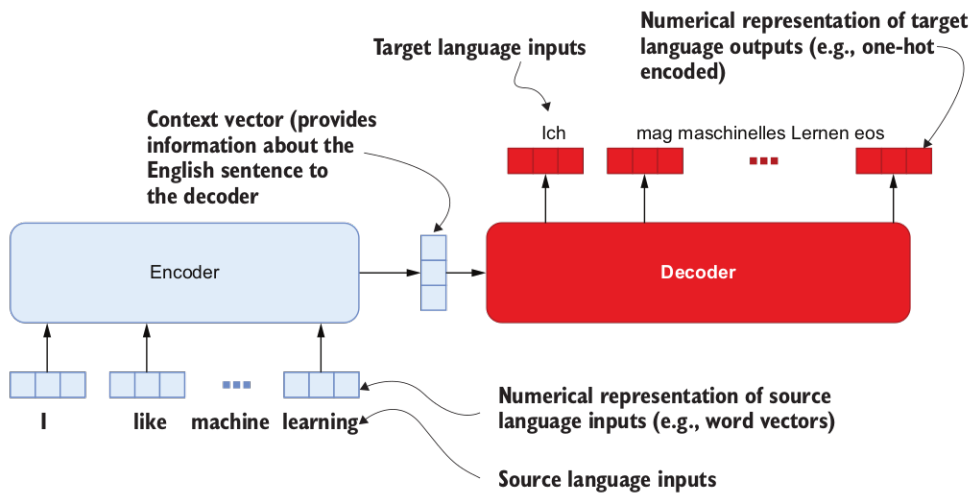 Target language inputs
Numerical representation of target
language outputs (e.g., one-hot
encoded)
Context vector (provides
information about the
English sentence to
the decoder
Ich
mag maschinelles Lernen eos
Encoder
Decoder
I
like
machine
learning
Numerical representation of source
language inputs (e.g., word vectors)
Source language inputs